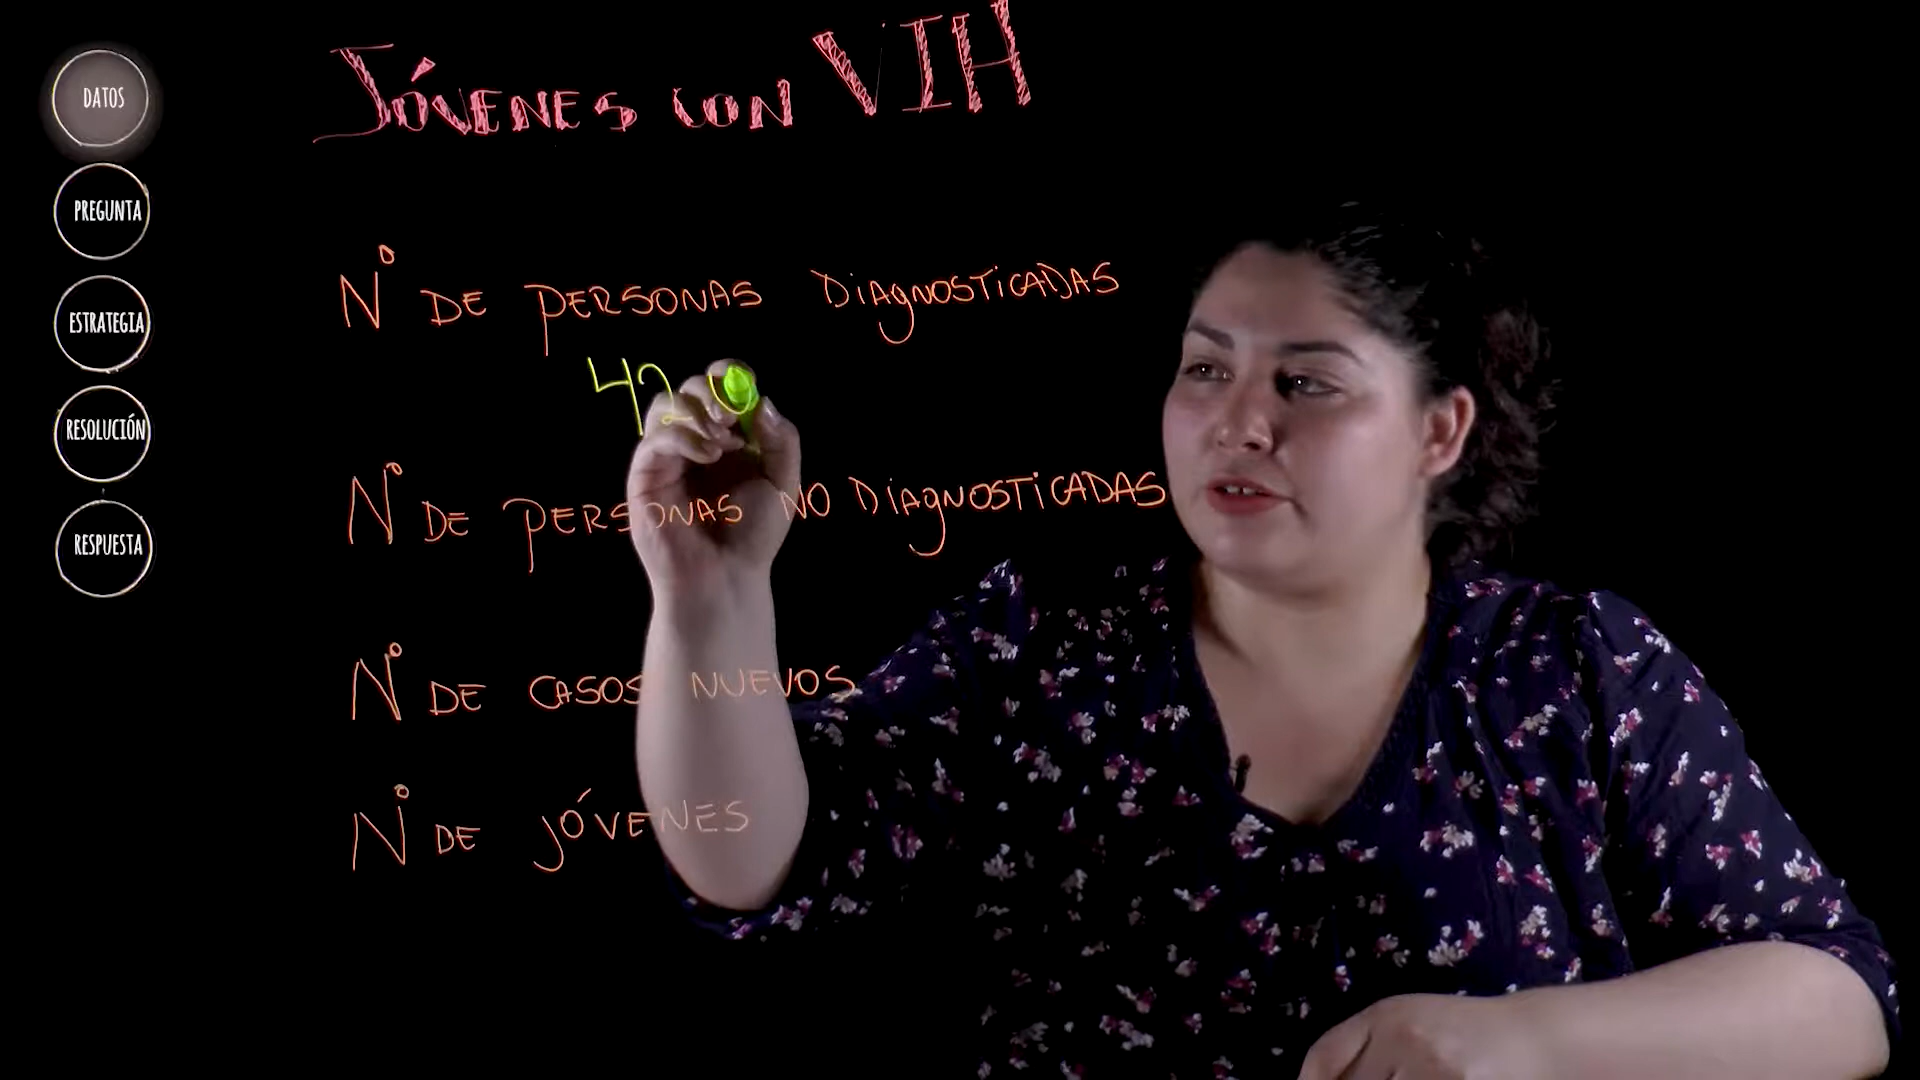 DATOS
PREGUNTA
ESTRATEGIA
RESOLUCIÓN
RESPUESTA
JÓVENES CON VIH
Nº DE PERSONAS DIAGNOSTICADAS
420
Nº DE PERSONAS NO DIAGNOSTICADAS
Nº DE CASOS NUEVOS
Nº DE JÓVENES